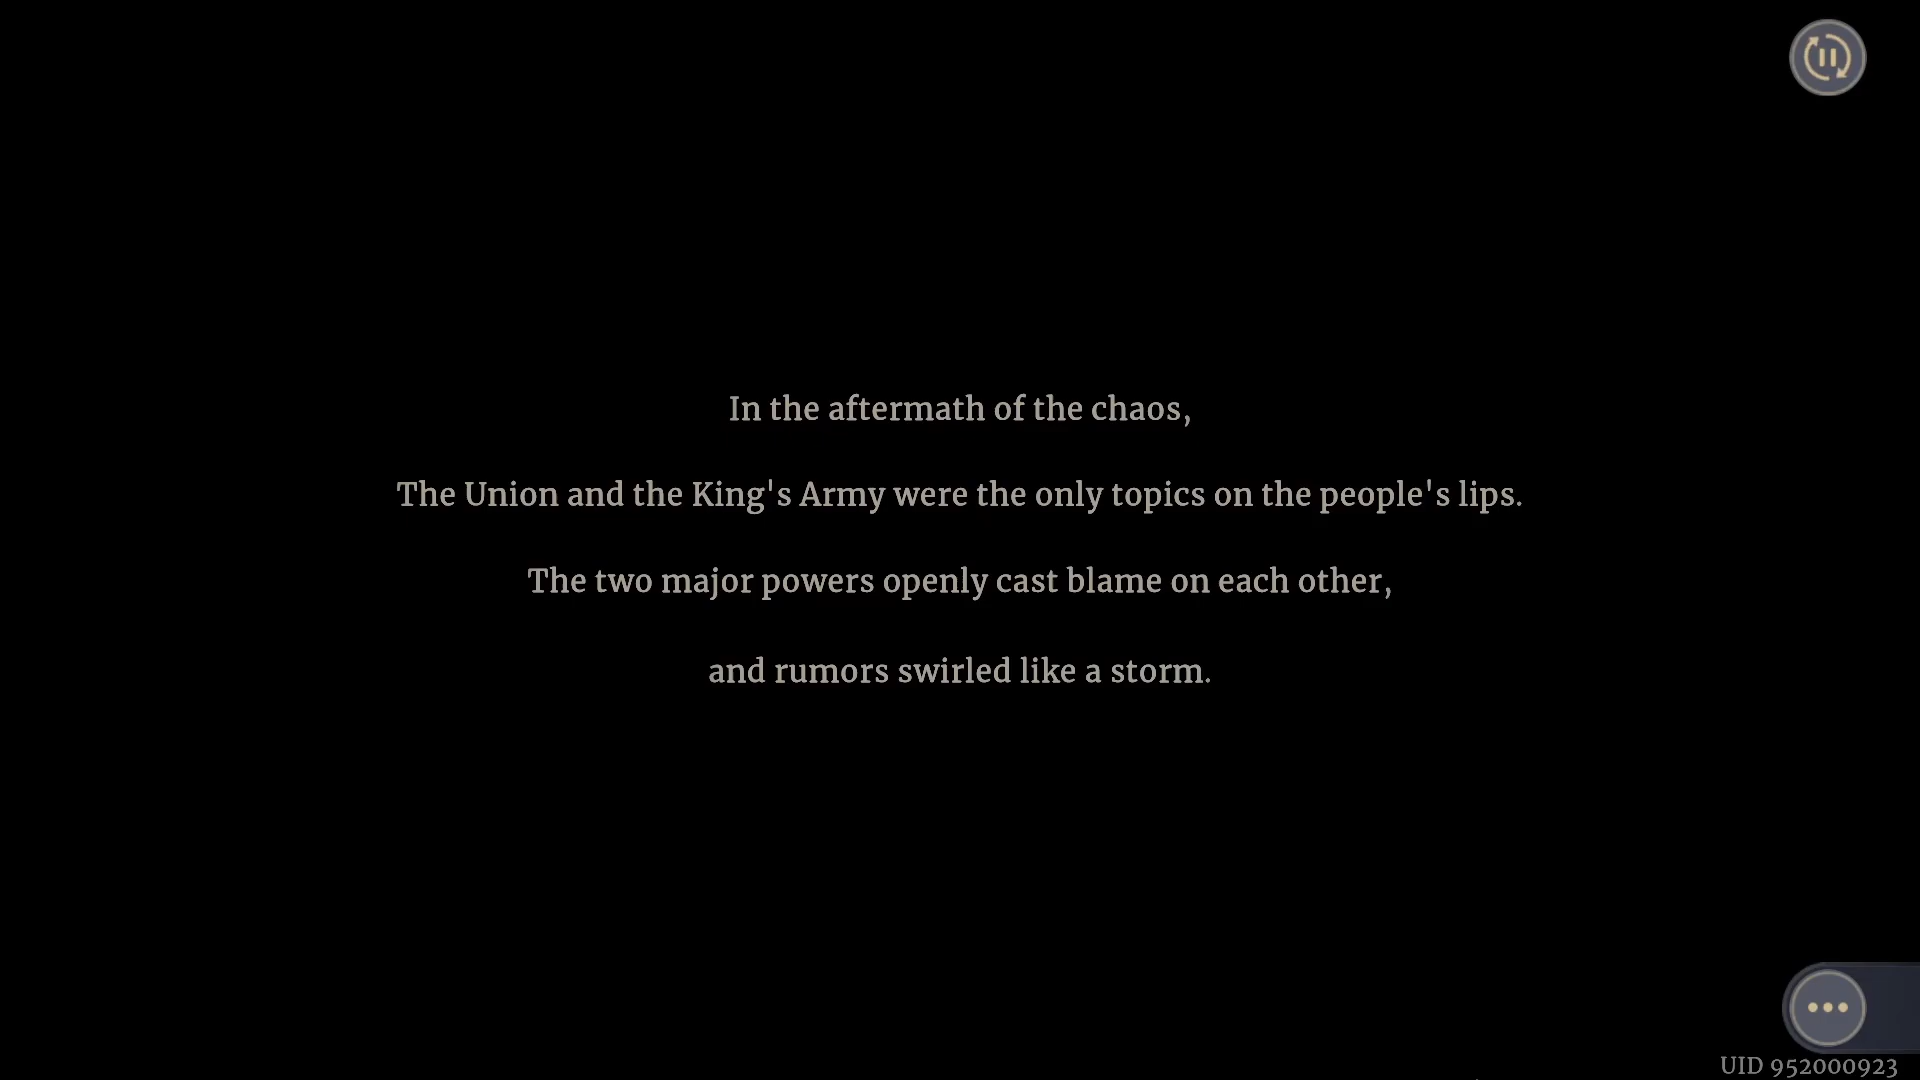 In the aftermath of the chaos,
The Union and the King's Army were the only topics on the people's lips.
The two major powers openly cast blame on each other,
and rumors swirled like a storm.
UID 952000923